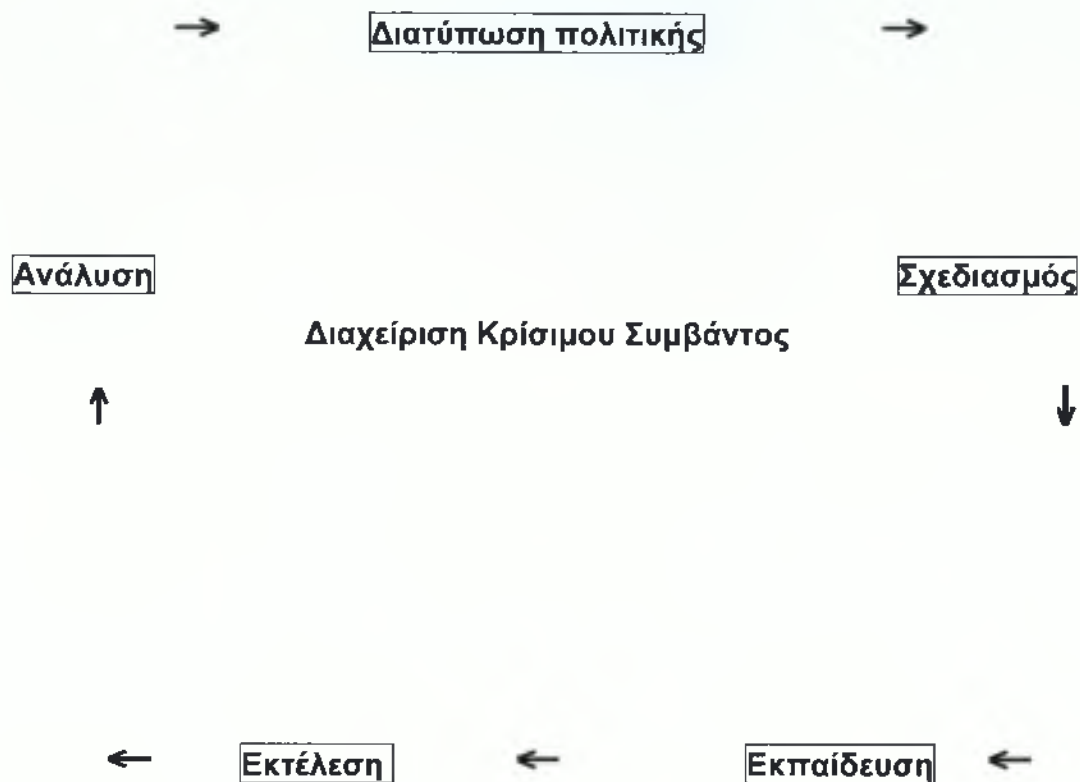 → Διατύπωση πολιτικής →
Ανάλυση Σχεδιασμός
Διαχείριση Κρίσιμου Συμβάντος
↑ ↓
← Εκτέλεση ← Εκπαίδευση ←